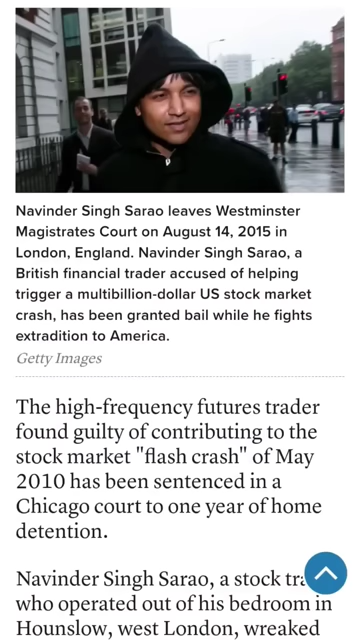 Navinder Singh Sarao leaves Westminster
Magistrates Court on August 14, 2015 in
London, England. Navinder Singh Sarao, a
British financial trader accused of helping
trigger a multibillion-dollar US stock market
crash, has been granted bail while he fights
extradition to America.
Getty Images
The high-frequency futures trader
found guilty of contributing to the
stock market "flash crash" of May
2010 has been sentenced in a
Chicago court to one year of home
detention.
Navinder Singh Sarao, a stock
who operated out of his bedroom in
Hounslow, west London, wreaked